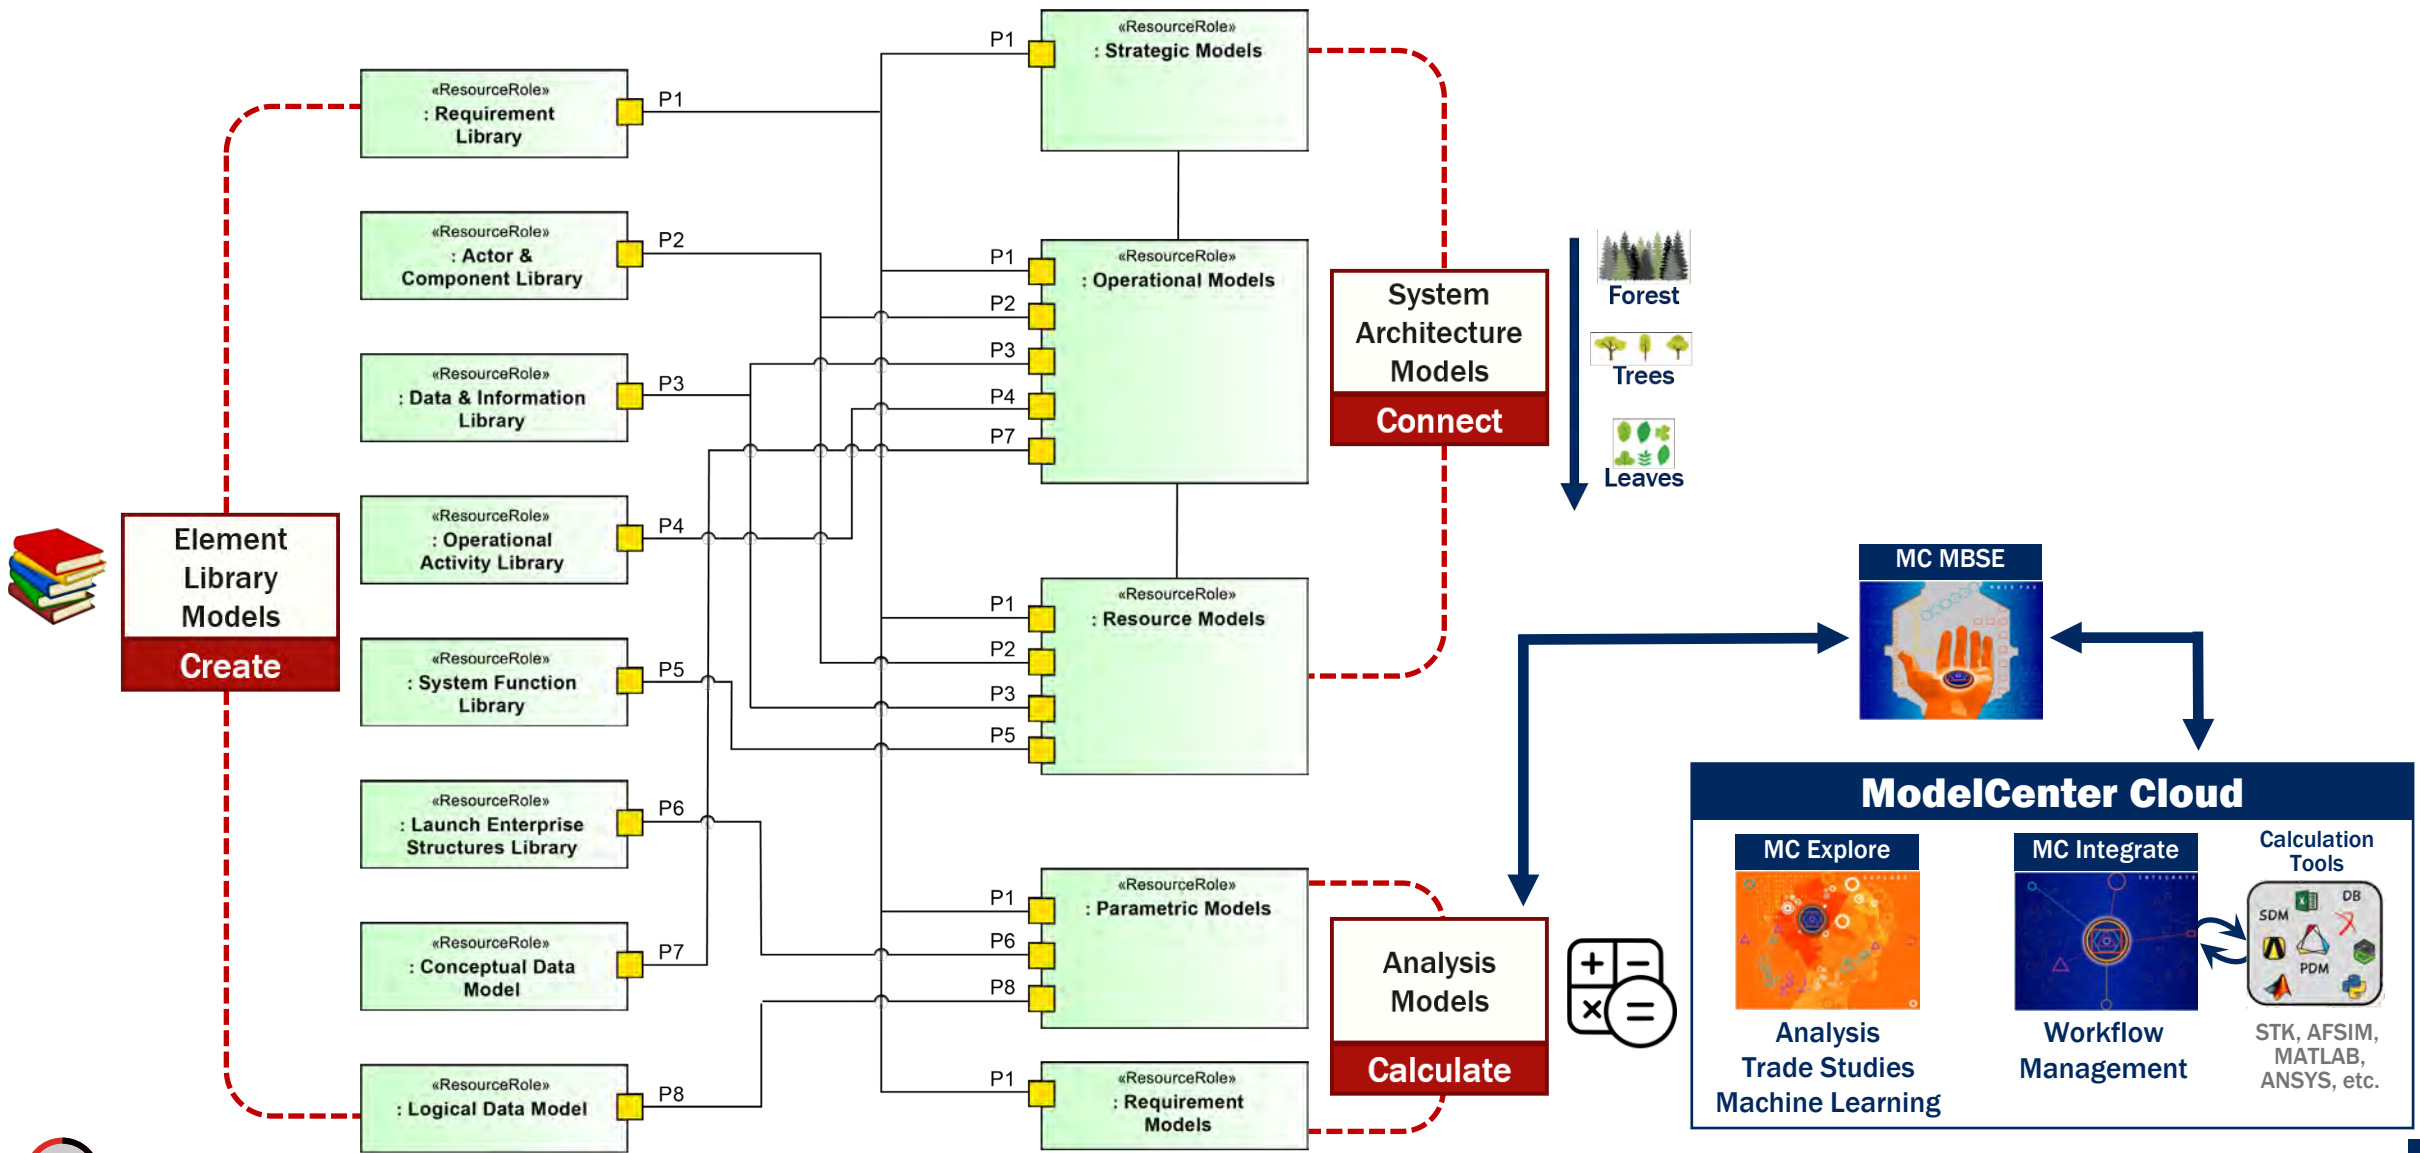 «ResourceRole»
: Requirement
Library
P1
«ResourceRole»
: Actor &
Component Library
P2
«ResourceRole»
: Data & Information
Library
P3
«ResourceRole»
: Operational
Activity Library
P4
«ResourceRole»
: System Function
Library
P5
«ResourceRole»
: Launch Enterprise
Structures Library
P6
«ResourceRole»
: Conceptual Data
Model
P7
«ResourceRole»
: Logical Data Model
P8
Element
Library
Models
Create
P1
«ResourceRole»
: Strategic Models
P1
P2
P3
P4
P7
«ResourceRole»
: Operational Models
P1
P2
P3
P5
«ResourceRole»
: Resource Models
P1
P6
P8
«ResourceRole»
: Parametric Models
P1
«ResourceRole»
: Requirement
Models
System
Architecture
Models
Connect
Forest
Trees
Leaves
Analysis
Models
Calculate
MC MBSE
ModelCenter Cloud
MC Explore
EXPLORE
Analysis
Trade Studies
Machine Learning
MC Integrate
INTEGRATE
Workflow
Management
Calculation
Tools
SDM
DB
PDM
STK, AFSIM,
MATLAB,
ANSYS, etc.